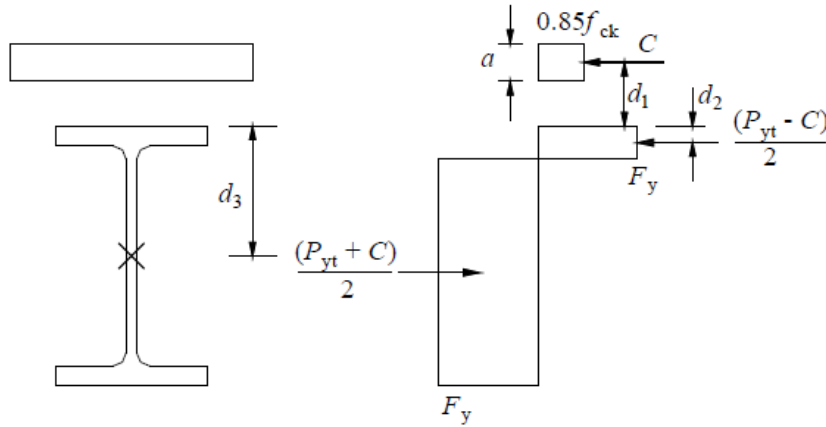 0.85f_ck
C
a
d_1
d_2
(P_yt - C)
2
F_y
d_3
(P_yt + C)
2
F_y